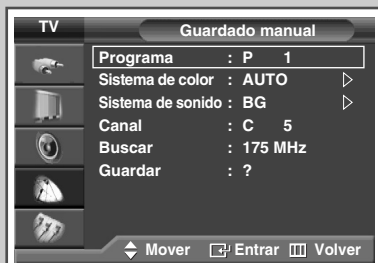 TV Guardado manual
Programa : P 1
Sistema de color : AUTO
Sistema de sonido : BG
Canal : C 5
Buscar : 175 MHz
Guardar : ?
Mover Entrar Volver